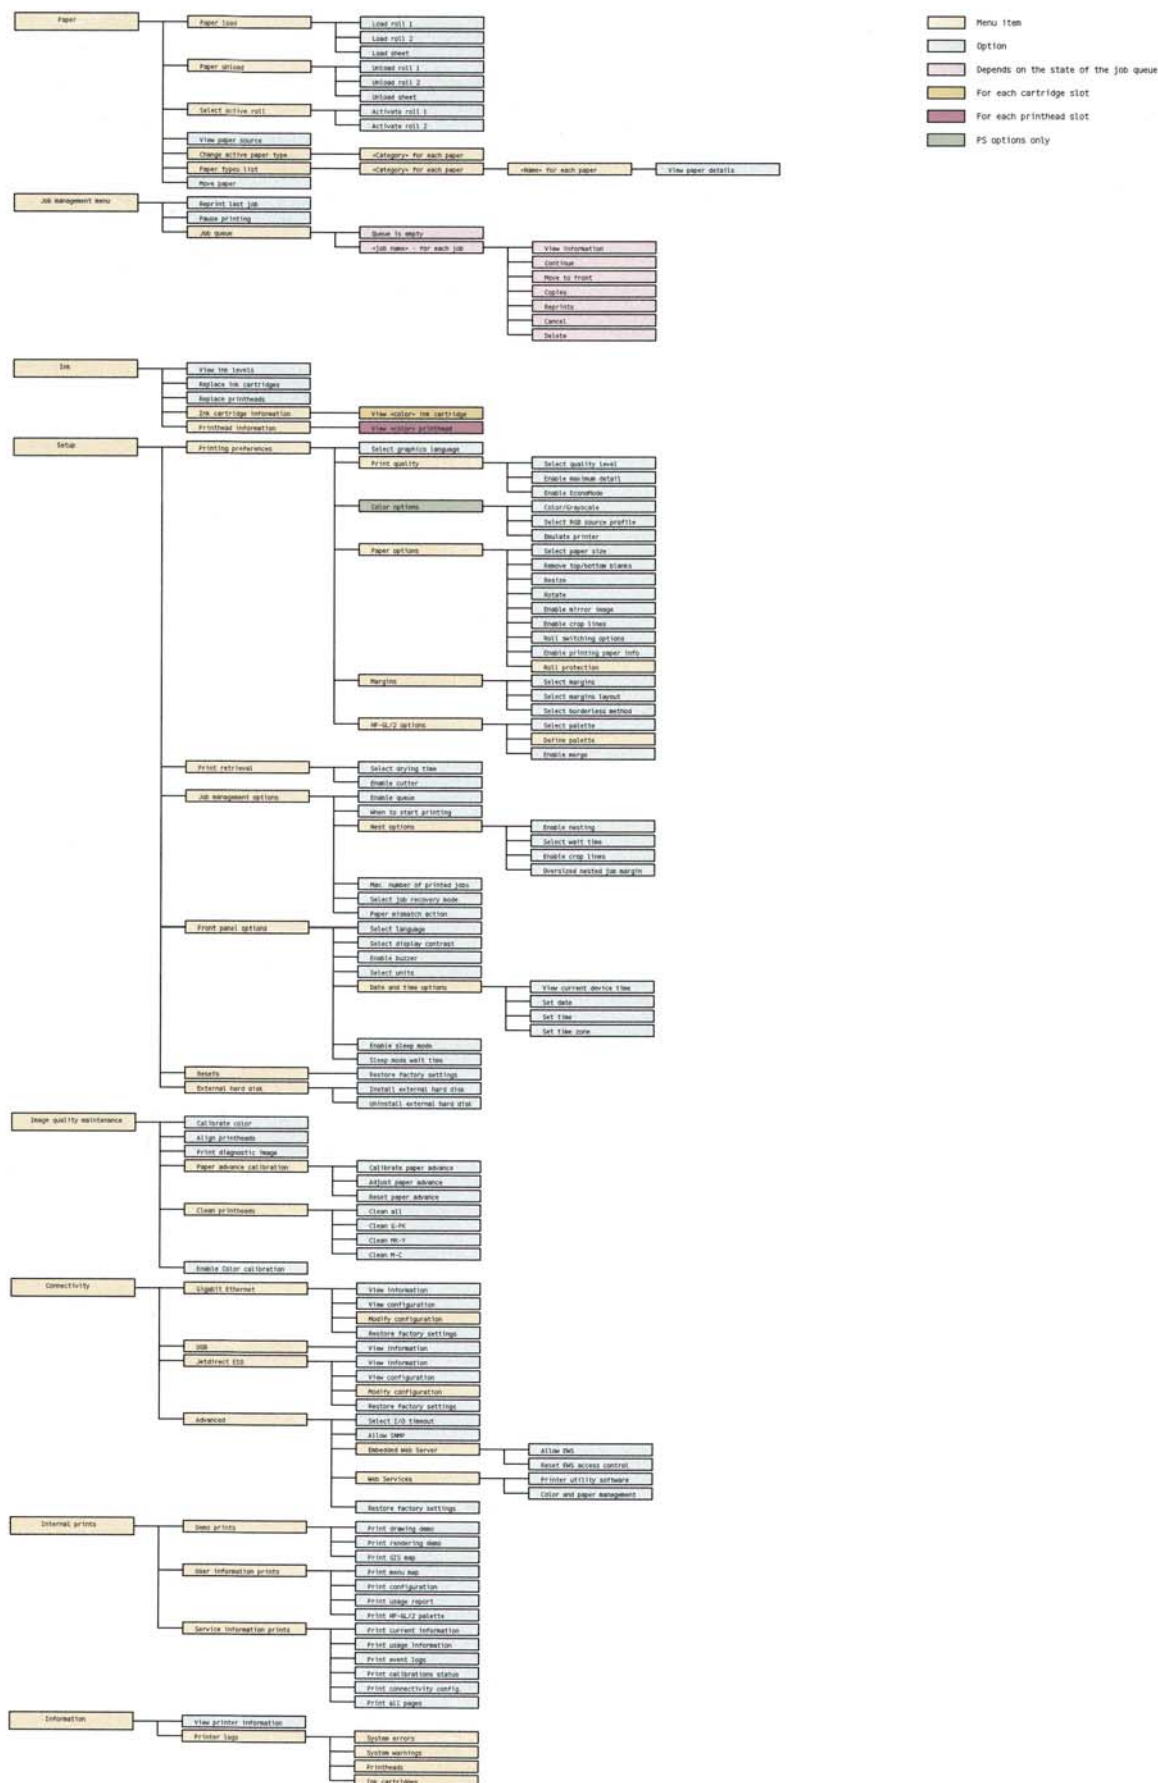 Paper
Paper load
Load roll 1
Load roll 2
Load sheet
Paper Unload
Unload roll 1
Unload roll 2
Unload sheet
Select active roll
Activate roll 1
Activate roll 2
View paper source
Change active paper type
<Category> for each paper
Paper types list
<Category> for each paper
<Name> for each paper
View paper details
Move paper
Menu item
Option
Depends on the state of the job queue
For each cartridge slot
For each printhead slot
PS options only
Job management menu
Reprint last job
Pause printing
Job queue
Queue is empty
<job name> - for each job
View information
Continue
Move to front
Copies
Reprints
Cancel
Delete
Ink
View ink levels
Replace ink cartridges
Replace printheads
Ink cartridge information
View <color> ink cartridge
Printhead information
View <color> printhead
Setup
Printing preferences
Select graphics language
Print quality
Select quality level
Enable maximum detail
Enable EconoMode
Color options
Color/Grayscale
Select RGB source profile
Emulate printer
Paper options
Select paper size
Remove top/bottom blanks
Resize
Rotate
Enable mirror image
Enable crop lines
Roll switching options
Enable printing paper info
Roll protection
Margins
Select margins
Select margins layout
Select borderless method
HP-GL/2 options
Select palette
Define palette
Enable merge
Print retrieval
Select drying time
Enable cutter
Job management options
Enable queue
When to start printing
Nest options
Enable nesting
Select wait time
Enable crop lines
Oversized nested job margin
Max. number of printed jobs
Select job recovery mode
Paper mismatch action
Front panel options
Select language
Select display contrast
Enable buzzer
Select units
Date and time options
View current device time
Set date
Set time
Set time zone
Enable sleep mode
Sleep mode wait time
Resets
Restore factory settings
External hard disk
Install external hard disk
Uninstall external hard disk
Image quality maintenance
Calibrate color
Align printheads
Print diagnostic image
Paper advance calibration
Calibrate paper advance
Adjust paper advance
Reset paper advance
Clean printheads
Clean all
Clean G-PK
Clean MK-Y
Clean M-C
Enable Color calibration
Connectivity
Gigabit Ethernet
View information
View configuration
Modify configuration
Restore factory settings
USB
View information
Jetdirect EIO
View information
View configuration
Modify configuration
Restore factory settings
Advanced
Select I/O timeout
Allow SNMP
Embedded Web Server
Allow EWS
Reset EWS access control
Web Services
Printer utility software
Color and paper management
Restore factory settings
Internal prints
Demo prints
Print drawing demo
Print rendering demo
Print GIS map
User information prints
Print menu map
Print configuration
Print usage report
Print HP-GL/2 palette
Service information prints
Print current information
Print usage information
Print event logs
Print calibrations status
Print connectivity config.
Print all pages
Information
View printer information
Printer logs
System errors
System warnings
Printheads
Ink cartridges